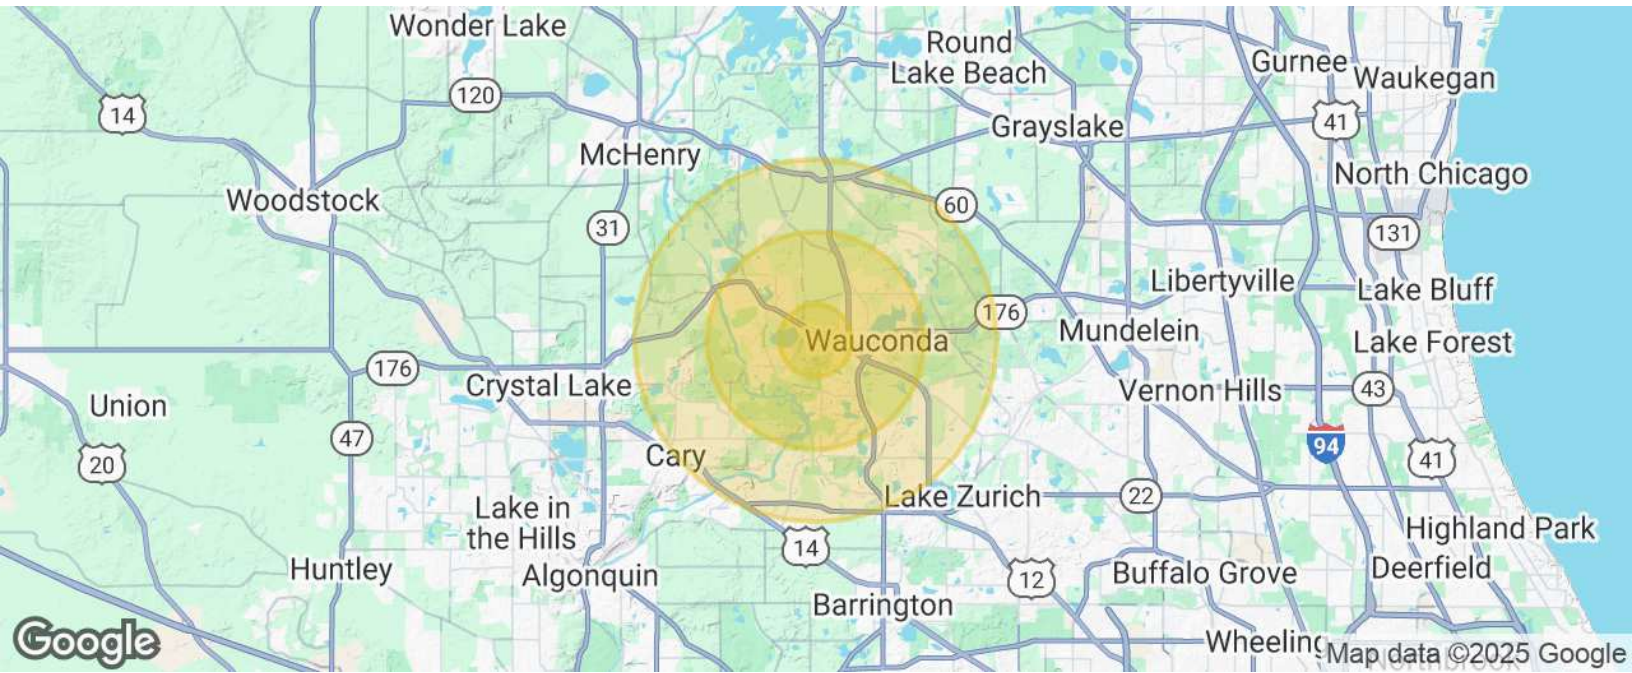 Wonder Lake
Round
Lake Beach
Gurnee
Waukegan
120
14
41
Grayslake
McHenry
North Chicago
Woodstock
60
31
131
Libertyville
Lake Bluff
176
Mundelein
Wauconda
Lake Forest
176
Crystal Lake
Vernon Hills
43
Union
47
94
Cary
41
20
Lake Zurich
22
Lake in
the Hills
Highland Park
14
Huntley
Algonquin
12
Buffalo Grove
Deerfield
Barrington
Google
Wheeling
Map data ©2025 Google
Northbrook